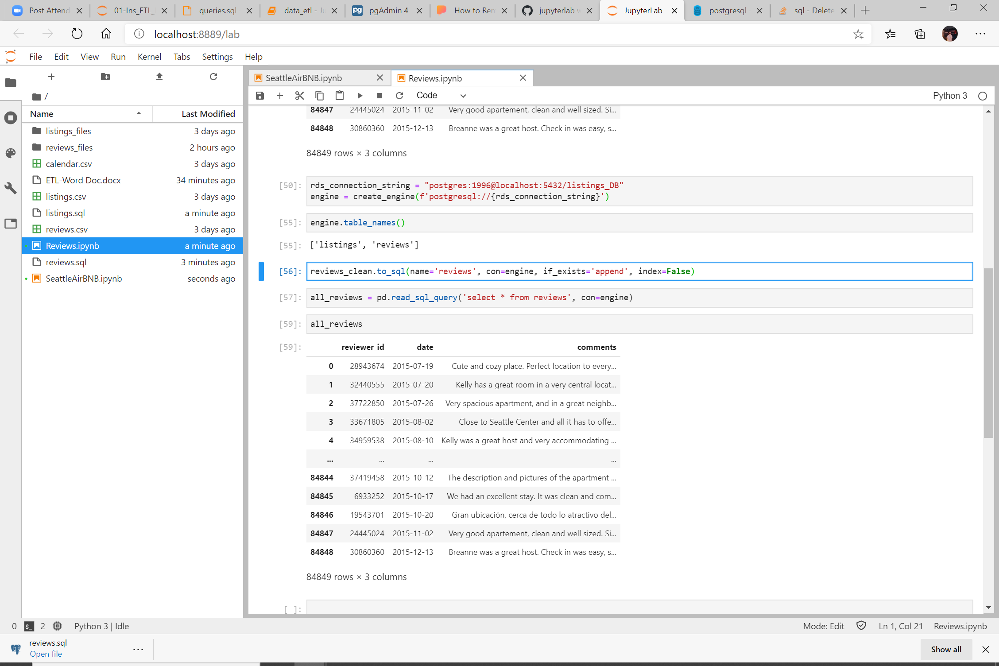 Post Attend
01-Ins_ETL_
queries.sql
data_etl - Ju
pgAdmin 4
How to Rem
jupyterlab w
JupyterLab
postgresql -
sql - Delete
localhost:8889/lab
File Edit View Run Kernel Tabs Settings Help
SeattleAirBNB.ipynb
Reviews.ipynb
/
Code
Python 3
Name Last Modified
listings_files 3 days ago
reviews_files 2 hours ago
calendar.csv 3 days ago
ETL-Word Doc.docx 34 minutes ago
listings.csv 3 days ago
listings.sql a minute ago
reviews.csv 3 days ago
Reviews.ipynb a minute ago
reviews.sql 3 minutes ago
SeattleAirBNB.ipynb seconds ago
84847 24445024 2015-11-02 Very good apartement, clean and well sized. Si...
84848 30860360 2015-12-13 Breanne was a great host. Check in was easy, s...
84849 rows × 3 columns
[50]: rds_connection_string = "postgres:1996@localhost:5432/listings_DB"
engine = create_engine(f'postgresql://{rds_connection_string}')
[55]: engine.table_names()
[55]: ['listings', 'reviews']
[56]: reviews_clean.to_sql(name='reviews', con=engine, if_exists='append', index=False)
[57]: all_reviews = pd.read_sql_query('select * from reviews', con=engine)
[59]: all_reviews
[59]: reviewer_id date comments
0 28943674 2015-07-19 Cute and cozy place. Perfect location to every...
1 32440555 2015-07-20 Kelly has a great room in a very central locat...
2 37722850 2015-07-26 Very spacious apartment, and in a great neighb...
3 33671805 2015-08-02 Close to Seattle Center and all it has to offe...
4 34959538 2015-08-10 Kelly was a great host and very accommodating ...
... ... ... ...
84844 37419458 2015-10-12 The description and pictures of the apartment ...
84845 6933252 2015-10-17 We had an excellent stay. It was clean and com...
84846 19543701 2015-10-20 Gran ubicación, cerca de todo lo atractivo del...
84847 24445024 2015-11-02 Very good apartement, clean and well sized. Si...
84848 30860360 2015-12-13 Breanne was a great host. Check in was easy, s...
84849 rows × 3 columns
[ ]:
0 $_ 2 Python 3 | Idle
Mode: Edit Ln 1, Col 21 Reviews.ipynb
reviews.sql
Open file
...
Show all